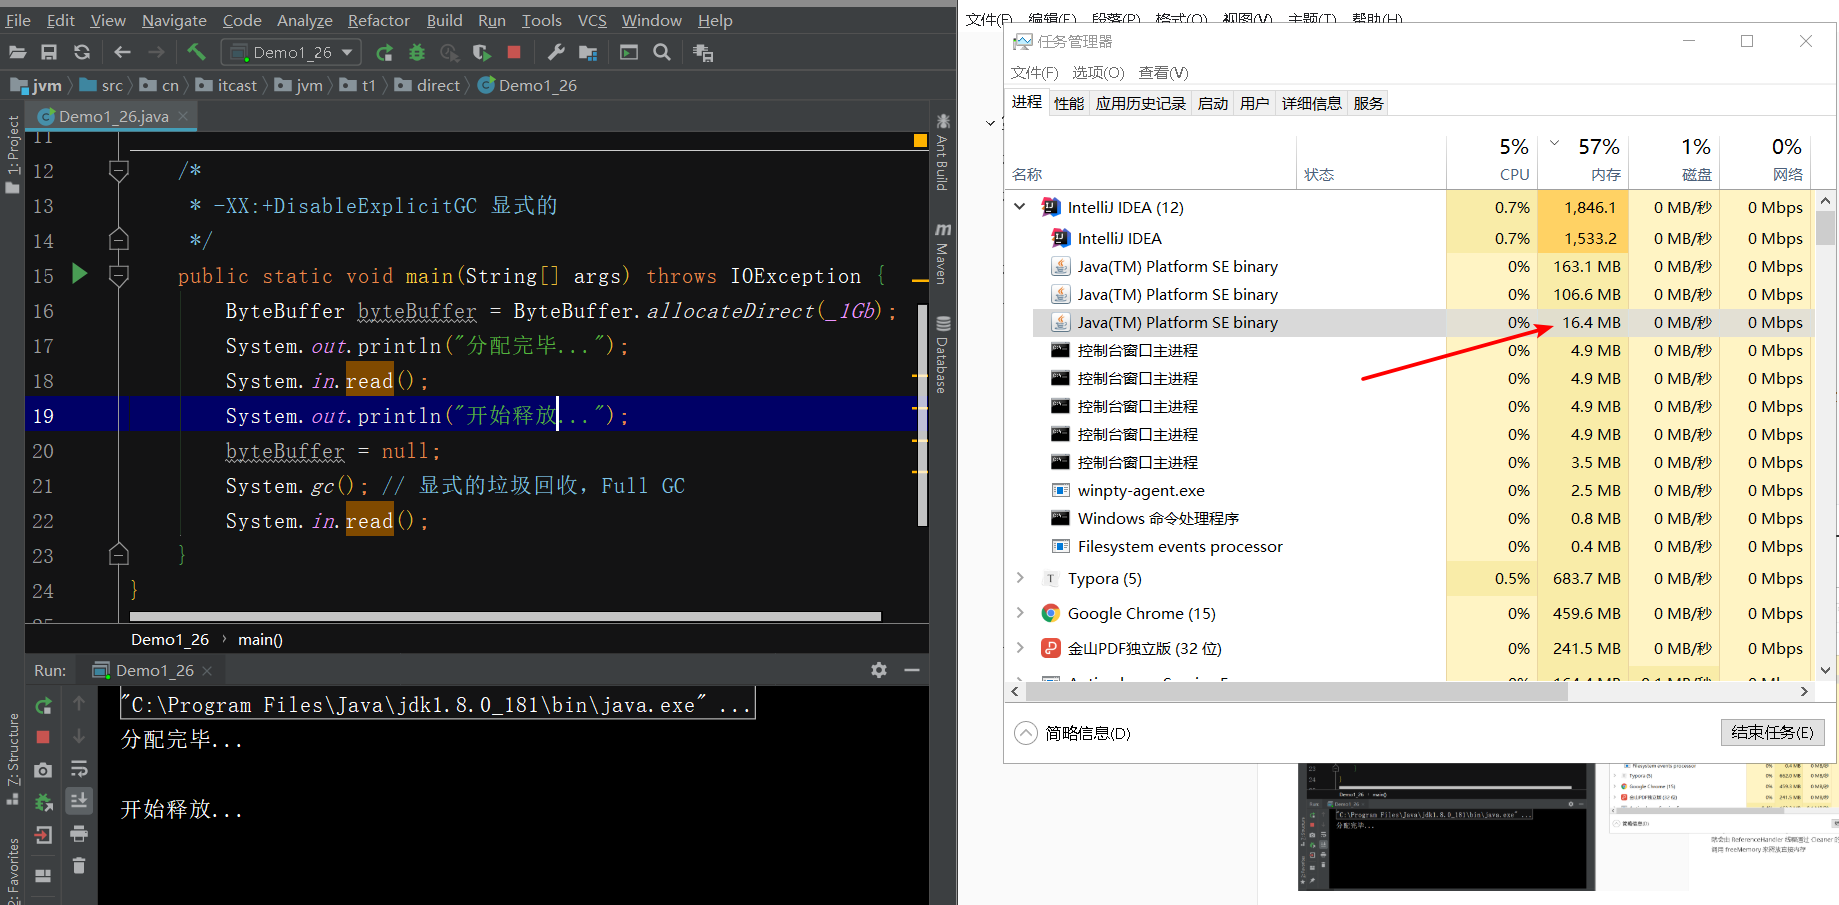 File Edit View Navigate Code Analyze Refactor Build Run Tools VCS Window Help
Demo1_26
jvm src cn itcast jvm t1 direct Demo1_26
Demo1_26.java
1: Project
Ant Build
Maven
Database
Z: Structure
2: Favorites
11
12 /*
13 * -XX:+DisableExplicitGC 显式的
14 */
15 public static void main(String[] args) throws IOException {
16 ByteBuffer byteBuffer = ByteBuffer.allocateDirect(_1Gb);
17 System.out.println("分配完毕...");
18 System.in.read();
19 System.out.println("开始释放...");
20 byteBuffer = null;
21 System.gc(); // 显式的垃圾回收，Full GC
22 System.in.read();
23 }
24 }
25
Demo1_26 › main()
Run: Demo1_26
"C:\Program Files\Java\jdk1.8.0_181\bin\java.exe" ...
分配完毕...
开始释放...
文件(F) 编辑(E) 段落(P) 格式(O) 视图(V) 主题(T) 帮助(H)
任务管理器
文件(F) 选项(O) 查看(V)
进程 性能 应用历史记录 启动 用户 详细信息 服务
5% 57% 1% 0%
名称 状态 CPU 内存 磁盘 网络
IntelliJ IDEA (12) 0.7% 1,846.1 0 MB/秒 0 Mbps
IntelliJ IDEA 0.7% 1,533.2 0 MB/秒 0 Mbps
Java(TM) Platform SE binary 0% 163.1 MB 0 MB/秒 0 Mbps
Java(TM) Platform SE binary 0% 106.6 MB 0 MB/秒 0 Mbps
Java(TM) Platform SE binary 0% 16.4 MB 0 MB/秒 0 Mbps
控制台窗口主进程 0% 4.9 MB 0 MB/秒 0 Mbps
控制台窗口主进程 0% 4.9 MB 0 MB/秒 0 Mbps
控制台窗口主进程 0% 4.9 MB 0 MB/秒 0 Mbps
控制台窗口主进程 0% 4.9 MB 0 MB/秒 0 Mbps
控制台窗口主进程 0% 3.5 MB 0 MB/秒 0 Mbps
winpty-agent.exe 0% 2.5 MB 0 MB/秒 0 Mbps
Windows 命令处理程序 0% 0.8 MB 0 MB/秒 0 Mbps
Filesystem events processor 0% 0.4 MB 0 MB/秒 0 Mbps
Typora (5) 0.5% 683.7 MB 0 MB/秒 0 Mbps
Google Chrome (15) 0% 459.6 MB 0 MB/秒 0 Mbps
金山PDF独立版 (32 位) 0% 241.5 MB 0 MB/秒 0 Mbps
简略信息(D) 结束任务(E)